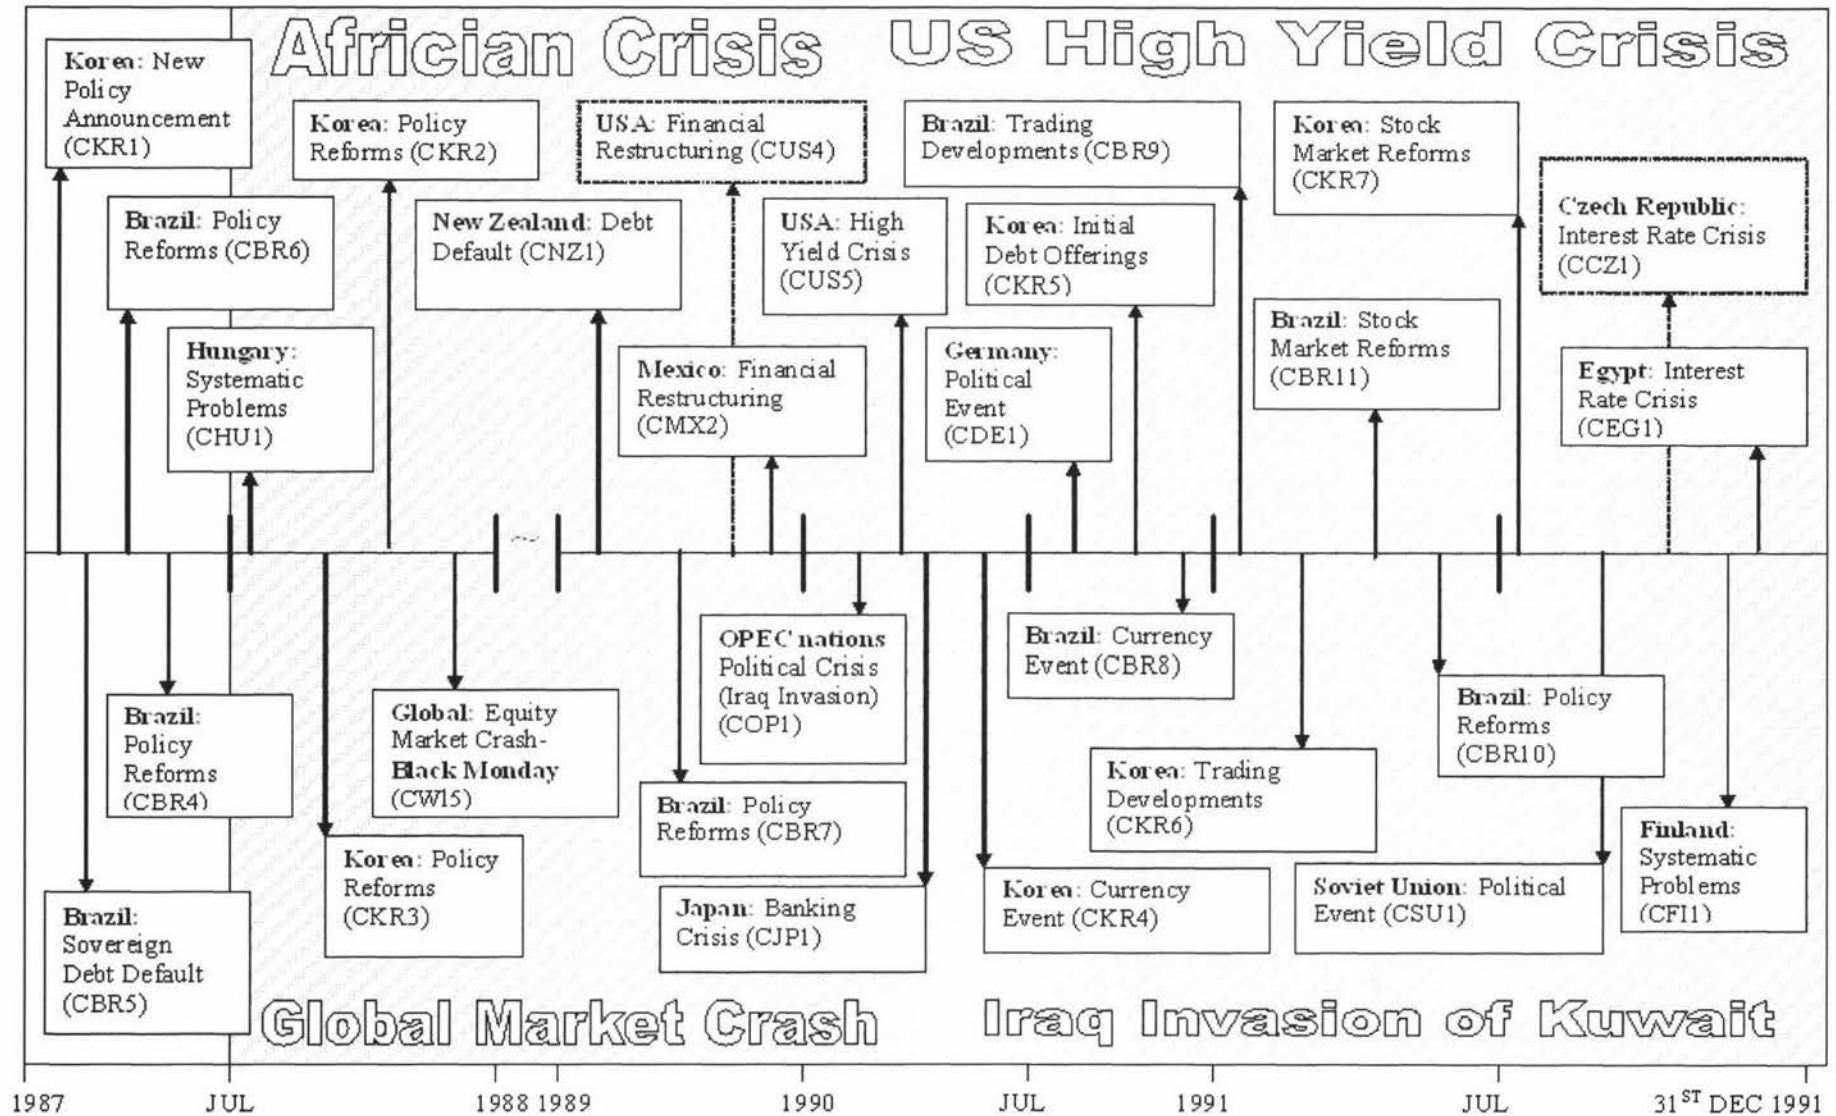 Africian Crisis
US High Yield Crisis
Korea: New
Policy
Announcement
(CKR1)
Korea: Policy
Reforms (CKR2)
USA: Financial
Restructuring (CUS4)
Brazil: Trading
Developments (CBR9)
Korea: Stock
Market Reforms
(CKR7)
Czech Republic:
Interest Rate Crisis
(CCZ1)
Brazil: Policy
Reforms (CBR6)
New Zealand: Debt
Default (CNZ1)
USA: High
Yield Crisis
(CUS5)
Korea: Initial
Debt Offerings
(CKR5)
Brazil: Stock
Market Reforms
(CBR11)
Hungary:
Systematic
Problems
(CHU1)
Mexico: Financial
Restructuring
(CMX2)
Germany:
Political
Event
(CDE1)
Egypt: Interest
Rate Crisis
(CEG1)
~
OPEC nations
Political Crisis
(Iraq Invasion)
(COP1)
Brazil: Currency
Event (CBR8)
Brazil:
Policy
Reforms
(CBR4)
Global: Equity
Market Crash-
Black Monday
(CWI5)
Brazil: Policy
Reforms (CBR7)
Korea: Trading
Developments
(CKR6)
Brazil: Policy
Reforms
(CBR10)
Finland:
Systematic
Problems
(CFI1)
Brazil:
Sovereign
Debt Default
(CBR5)
Korea: Policy
Reforms
(CKR3)
Japan: Banking
Crisis (CJP1)
Korea: Currency
Event (CKR4)
Soviet Union: Political
Event (CSU1)
Global Market Crash
Iraq Invasion of Kuwait
1987 JUL 1988 1989 1990 JUL 1991 JUL 31ST DEC 1991